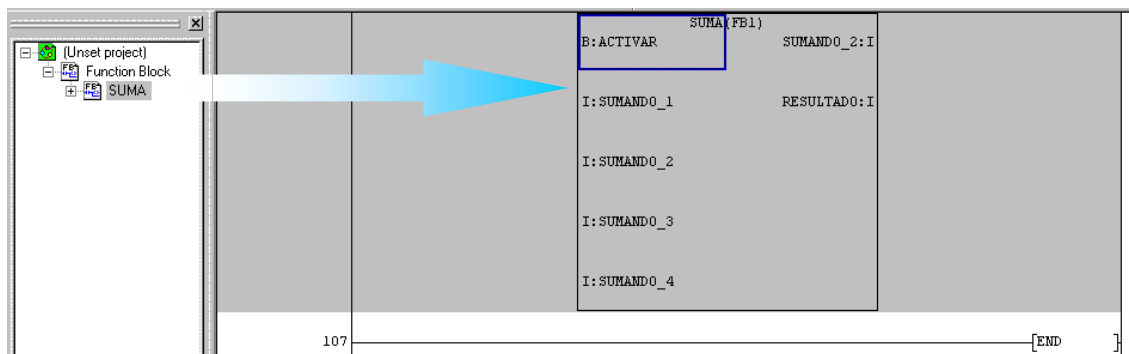 (Unset project)
Function Block
SUMA
SUMA(FB1)
B:ACTIVAR SUMANDO_2:I
I:SUMANDO_1 RESULTADO:I
I:SUMANDO_2
I:SUMANDO_3
I:SUMANDO_4
107 [END ]